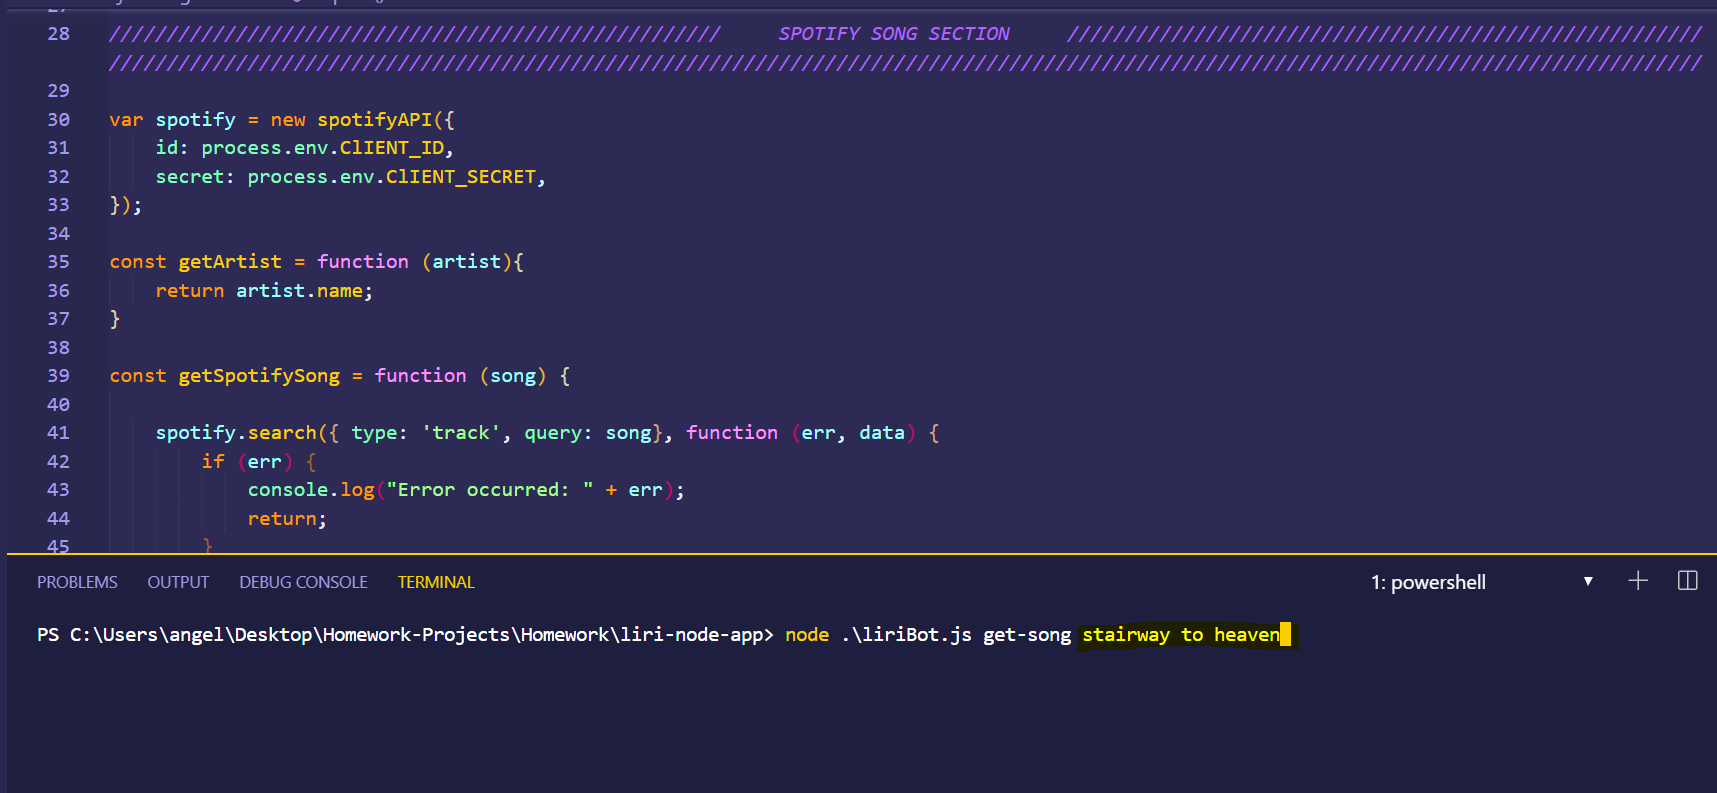 28 ///////////////////////////////////////////////////// SPOTIFY SONG SECTION ///////////////////////////////////////////////////////
//////////////////////////////////////////////////////////////////////////////////////////////////////////////////////////////////////////
29
30 var spotify = new spotifyAPI({
31 id: process.env.ClIENT_ID,
32 secret: process.env.ClIENT_SECRET,
33 });
34
35 const getArtist = function (artist){
36 return artist.name;
37 }
38
39 const getSpotifySong = function (song) {
40
41 spotify.search({ type: 'track', query: song}, function (err, data) {
42 if (err) {
43 console.log("Error occurred: " + err);
44 return;
45 }
PROBLEMS OUTPUT DEBUG CONSOLE TERMINAL 1: powershell
PS C:\Users\angel\Desktop\Homework-Projects\Homework\liri-node-app> node .\liriBot.js get-song stairway to heaven